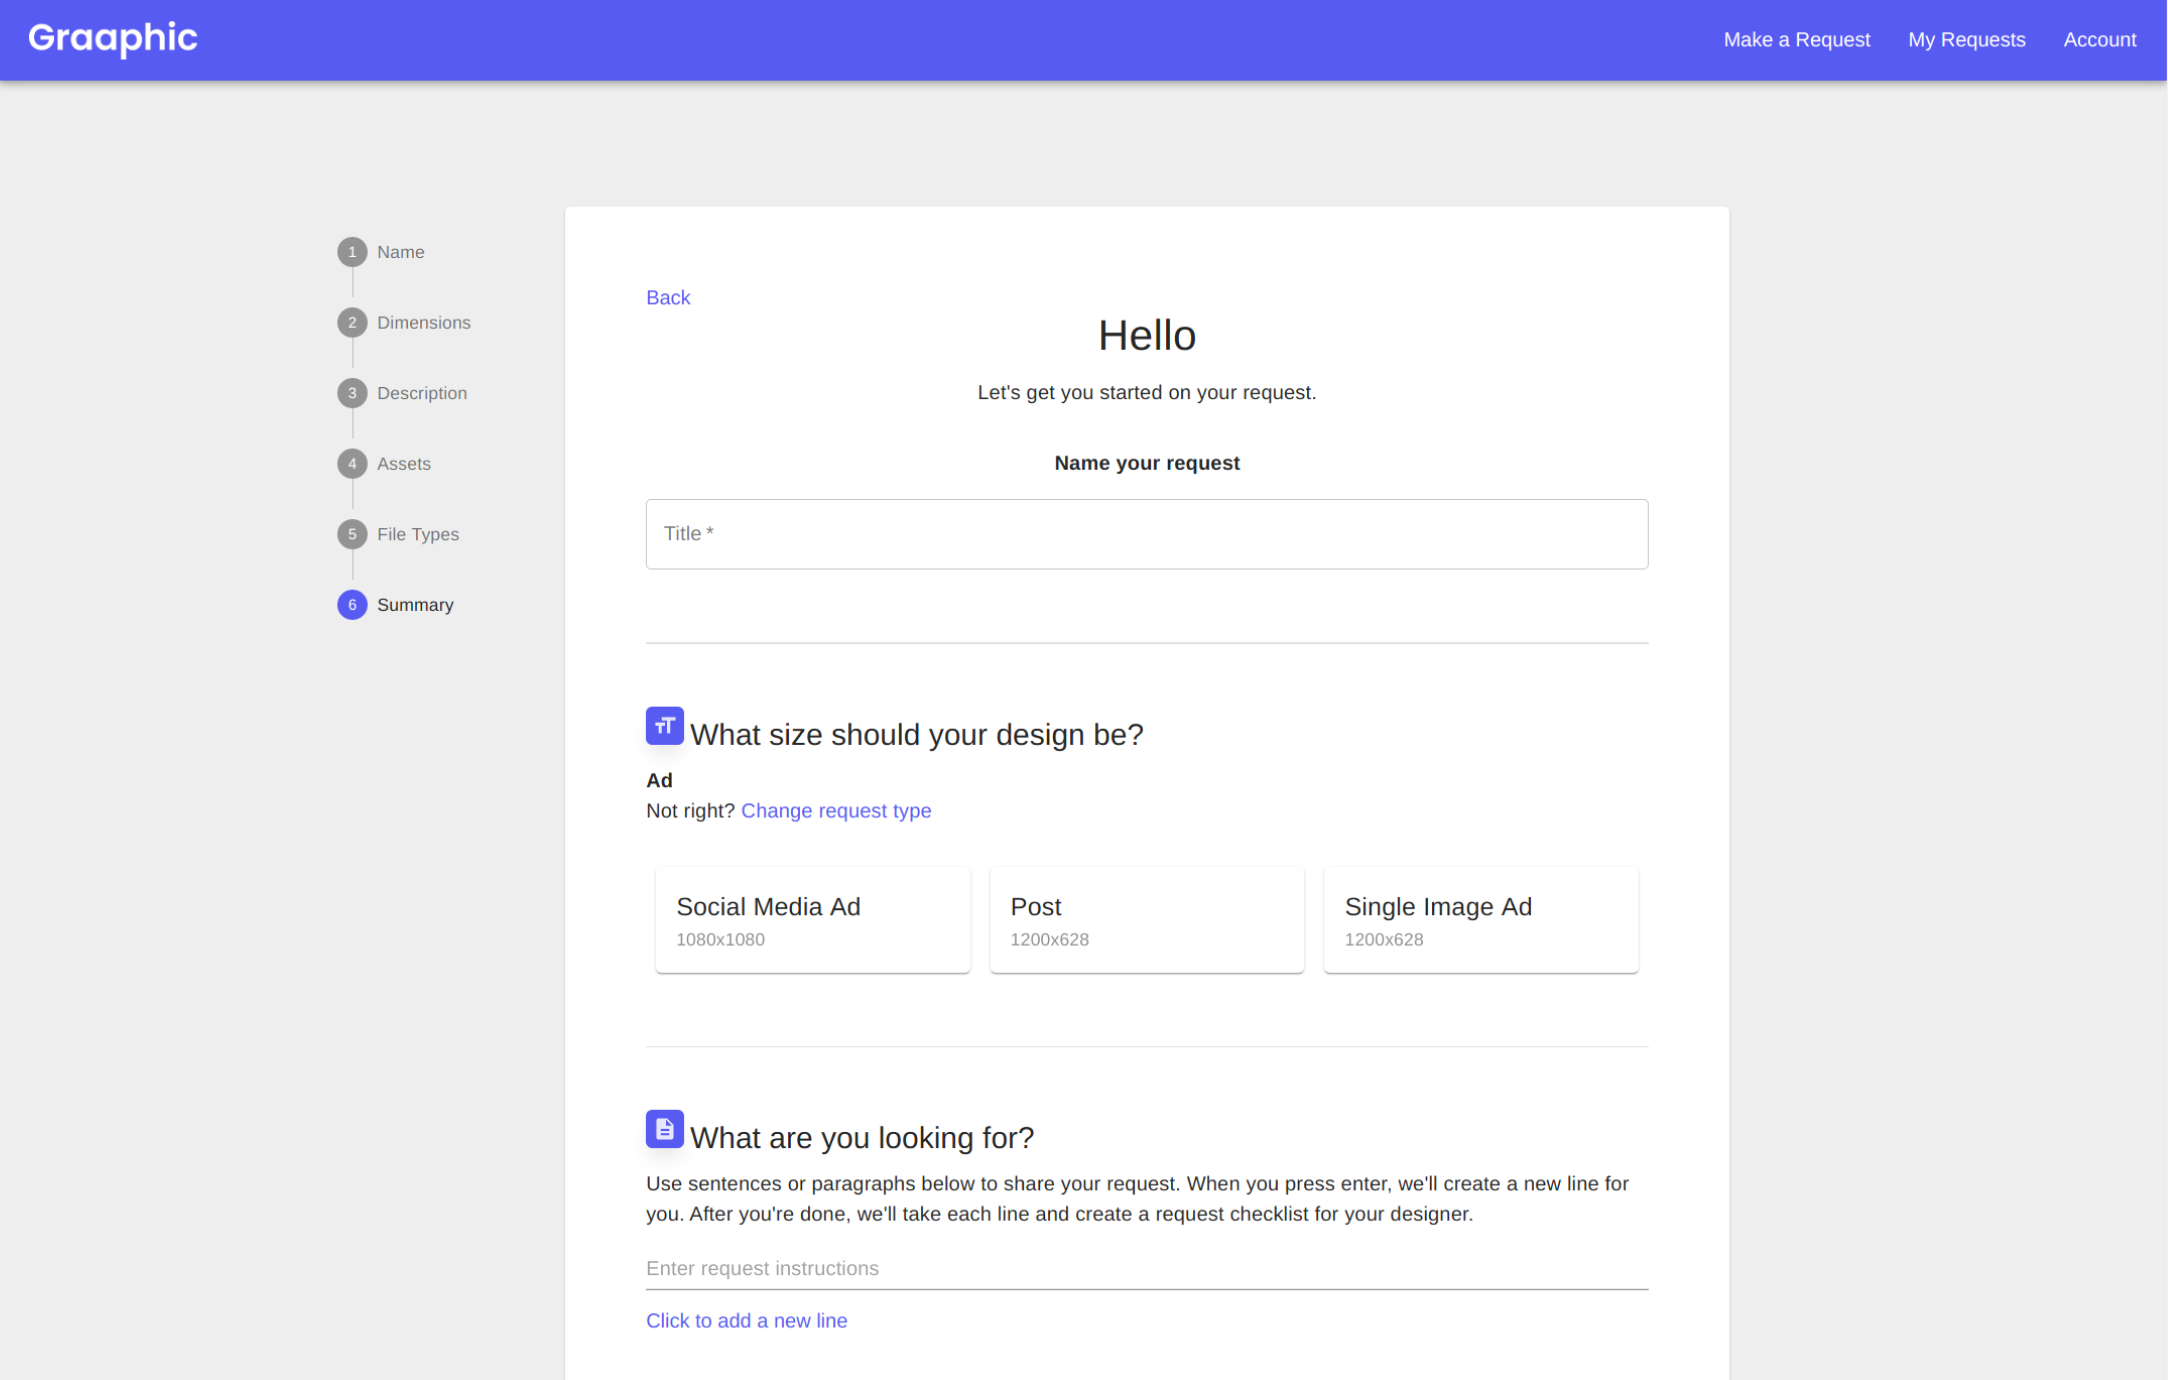 Graaphic
Make a Request
My Requests
Account
1 Name
2 Dimensions
3 Description
4 Assets
5 File Types
6 Summary
Back
Hello
Let's get you started on your request.
Name your request
Title *
What size should your design be?
Ad
Not right? Change request type
Social Media Ad
1080x1080
Post
1200x628
Single Image Ad
1200x628
What are you looking for?
Use sentences or paragraphs below to share your request. When you press enter, we'll create a new line for
you. After you're done, we'll take each line and create a request checklist for your designer.
Enter request instructions
Click to add a new line